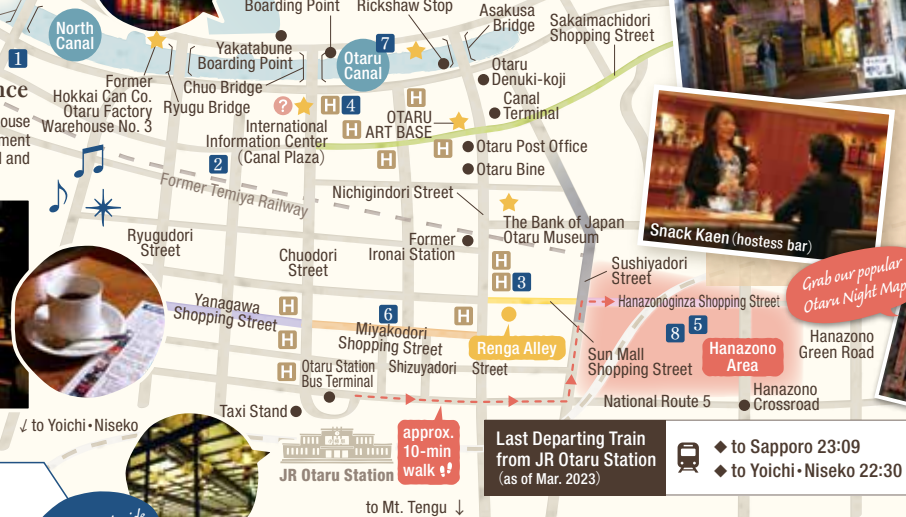 Boarding Point
Rickshaw Stop
Asakusa
Bridge
Sakaimachidori
Shopping Street
North
Canal
1
Yakatabune
Boarding Point
Otaru
Canal
7
Chuo Bridge
Otaru
Denuki-koji
Former
Hokkai Can Co.
Otaru Factory
Warehouse No. 3
Ryugu Bridge
? H 4
H
Canal
Terminal
OTARU
ART BASE
International
Information Center
(Canal Plaza)
H
H
H
Otaru Post Office
Otaru Bine
2
Former Temiya Railway
Nichigindori Street
The Bank of Japan
Otaru Museum
Former
Ironai Station
Ryugudori
Street
Chuodori
Street
H
H 3
Sushiyadori
Street
Snack Kaen (hostess bar)
Grab our popular
Otaru Night Map
Hanazonoginza Shopping Street
Yanagawa
Shopping Street
H
H
6
Miyakodori
Shopping Street
H
Renga Alley
8 5
Hanazono
Area
Hanazono
Green Road
Sun Mall
Shopping Street
Shizuyadori Street
H
Otaru Station
Bus Terminal
National Route 5
Hanazono
Crossroad
Taxi Stand
↓ to Yoichi・Niseko
JR Otaru Station
approx.
10-min
walk
to Mt. Tengu ↓
Last Departing Train
from JR Otaru Station
(as of Mar. 2023)
◆ to Sapporo 23:09
◆ to Yoichi・Niseko 22:30